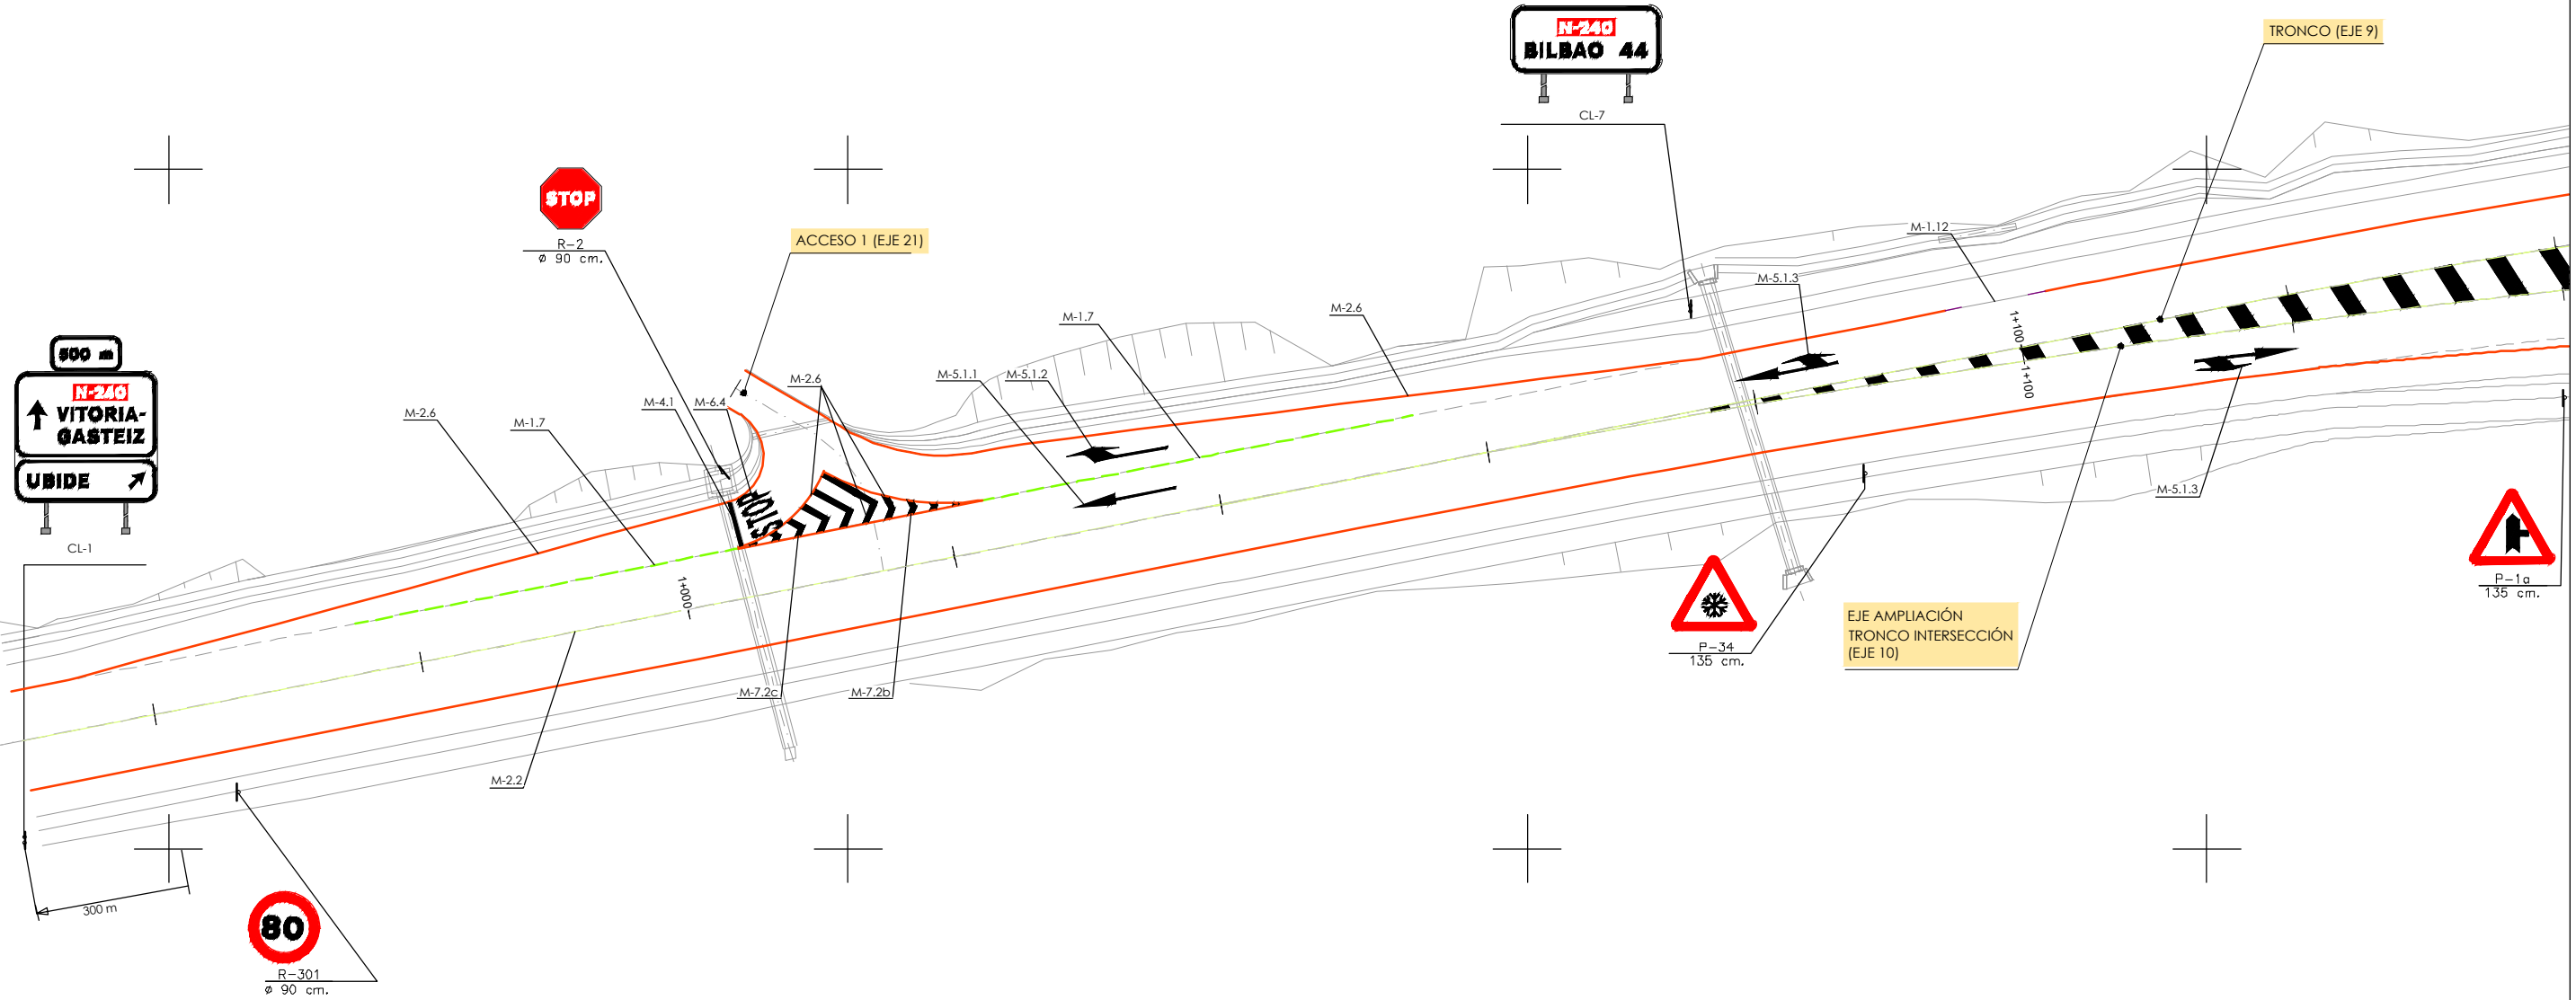 N-240
BILBAO 44
CL-7
TRONCO (EJE 9)
STOP
R-2
ø 90 cm.
ACCESO 1 (EJE 21)
M-1.12
M-5.1.3
M-2.6
M-1.7
1+100
1+100
500 m
N-240
VITORIA-
GASTEIZ
UBIDE
CL-1
M-2.6
M-1.7
M-4.1
M-6.4
M-2.6
M-5.1.1
M-5.1.2
STOP
1+000
M-7.2c
M-7.2b
M-2.2
M-5.1.3
P-34
135 cm.
EJE AMPLIACIÓN
TRONCO INTERSECCIÓN
(EJE 10)
P-1a
135 cm.
300 m
80
R-301
ø 90 cm.